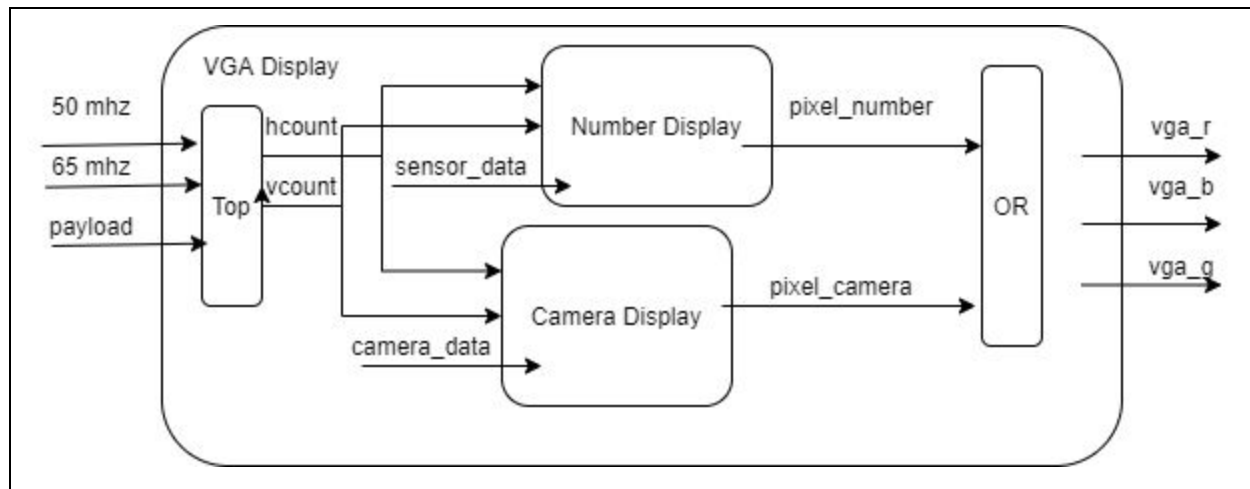 VGA Display
50 mhz
65 mhz
payload
Top
hcount
vcount
sensor_data
Number Display
pixel_number
camera_data
Camera Display
pixel_camera
OR
vga_r
vga_b
vga_g